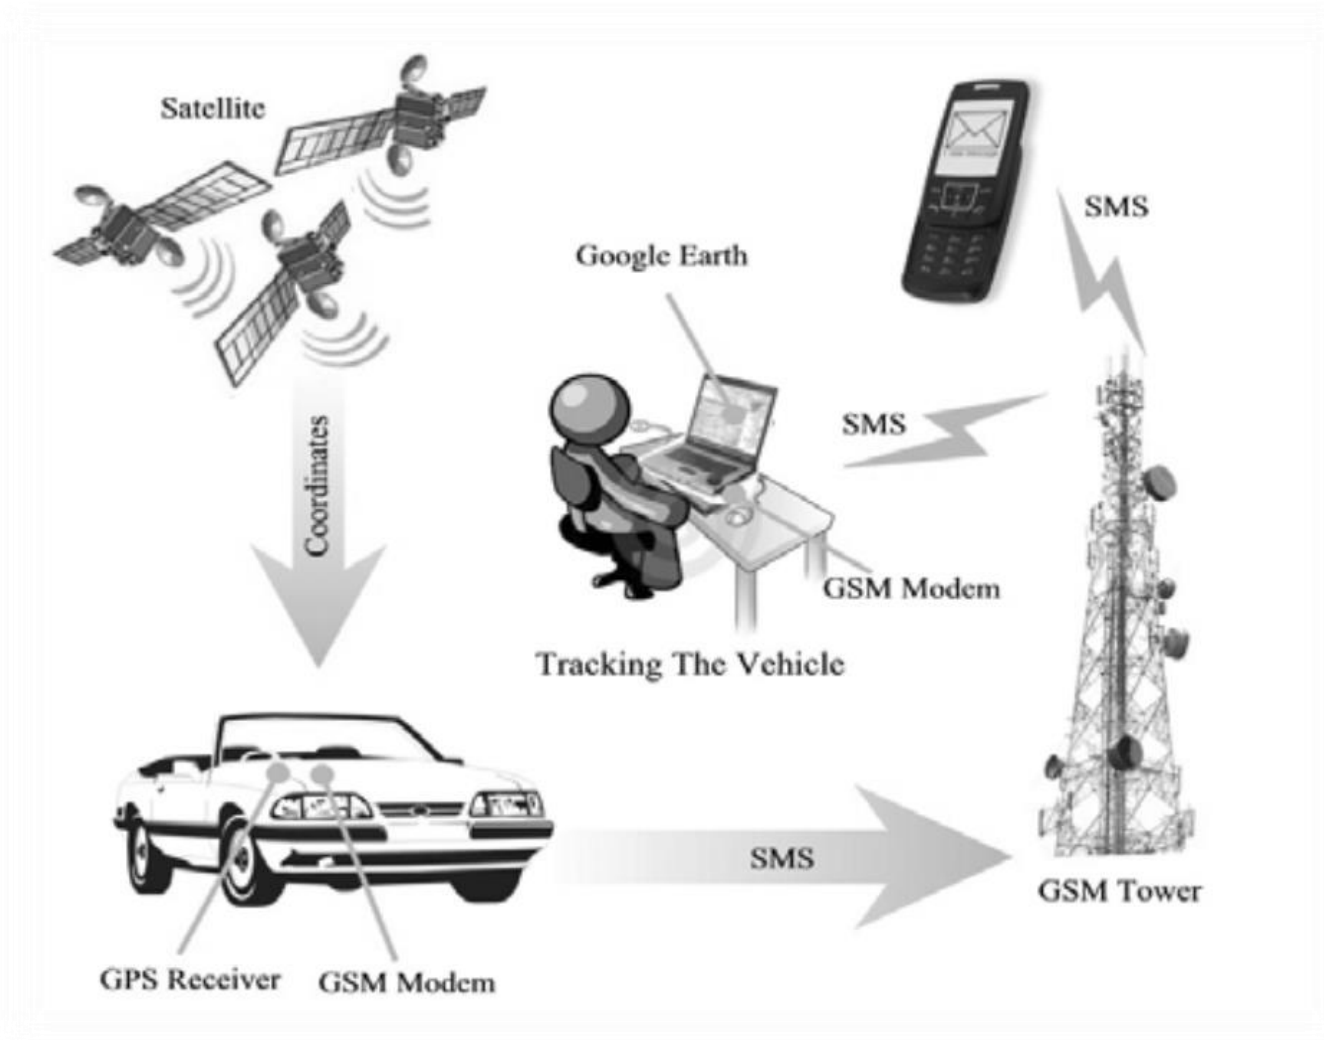 Satellite
SMS
Google Earth
SMS
Coordinates
GSM Modem
Tracking The Vehicle
SMS
GSM Tower
GPS Receiver
GSM Modem